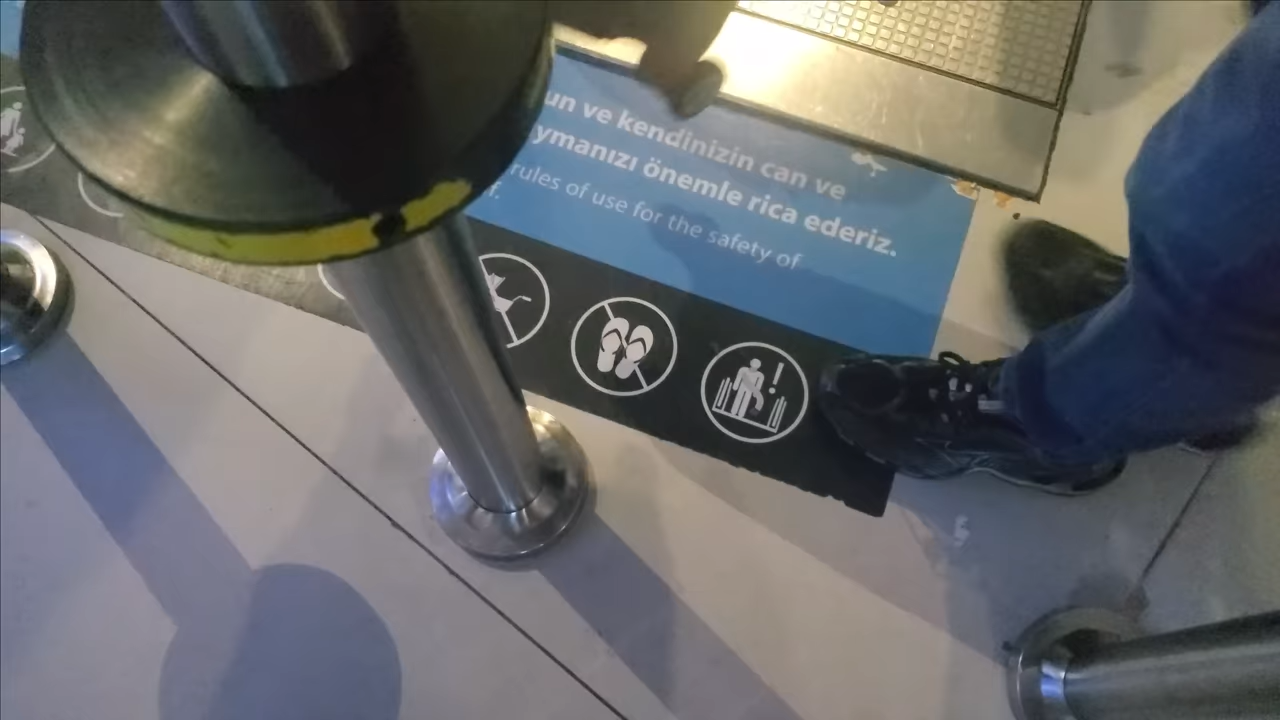 un ve kendinizin can ve
ymanızı önemle rica ederiz.
rules of use for the safety of
f.